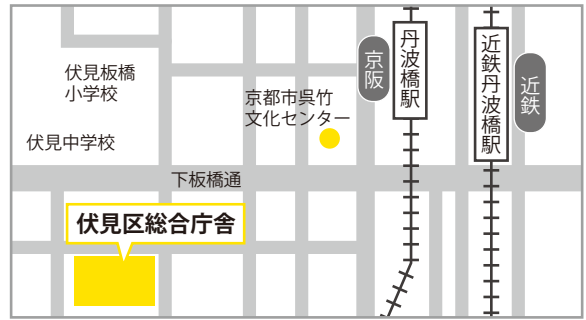 伏見板橋
小学校
伏見中学校
京都市呉竹
文化センター
京阪
丹波橋駅
近鉄丹波橋駅
近鉄
下板橋通
伏見区総合庁舎